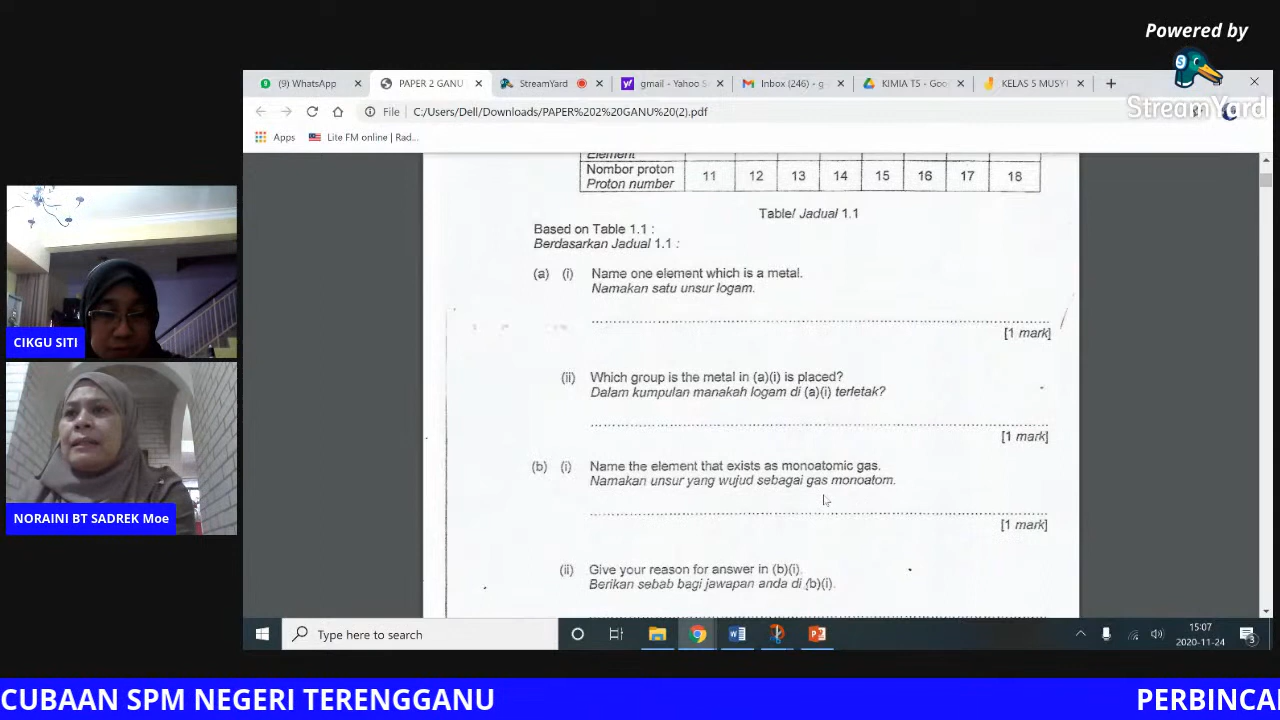 Powered by
StreamYard
(9) WhatsApp
PAPER 2 GANU
StreamYard
gmail - Yahoo S
Inbox (246) - g
KIMIA T5 - Goo
KELAS 5 MUSY
File
C:/Users/Dell/Downloads/PAPER%202%20GANU%20(2).pdf
Apps
Lite FM online | Rad...
Element
Nombor proton
Proton number
11 12 13 14 15 16 17 18
Table/ Jadual 1.1
Based on Table 1.1 :
Berdasarkan Jadual 1.1 :
(a) (i) Name one element which is a metal.
Namakan satu unsur logam.
[1 mark]
(ii) Which group is the metal in (a)(i) is placed?
Dalam kumpulan manakah logam di (a)(i) terletak?
[1 mark]
(b) (i) Name the element that exists as monoatomic gas.
Namakan unsur yang wujud sebagai gas monoatom.
[1 mark]
(ii) Give your reason for answer in (b)(i).
Berikan sebab bagi jawapan anda di (b)(i).
CIKGU SITI
NORAINI BT SADREK Moe
Type here to search
15:07
2020-11-24
3
CUBAAN SPM NEGERI TERENGGANU
PERBINCA